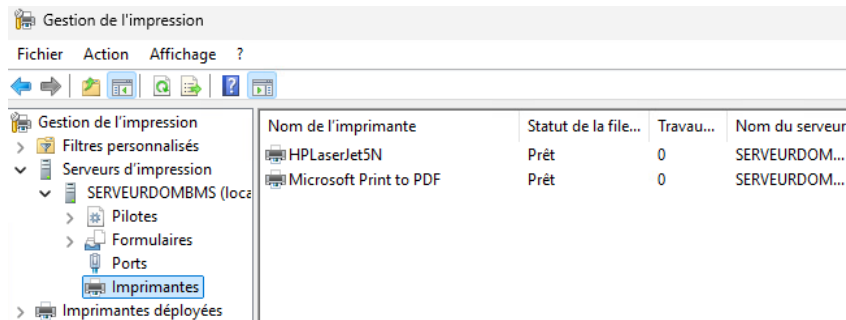 Gestion de l'impression
Fichier Action Affichage ?
Gestion de l'impression
Filtres personnalisés
Serveurs d'impression
SERVEURDOMBMS (loca
Pilotes
Formulaires
Ports
Imprimantes
Imprimantes déployées
Nom de l'imprimante Statut de la file... Travau... Nom du serveur
HPLaserJet5N Prêt 0 SERVEURDOM...
Microsoft Print to PDF Prêt 0 SERVEURDOM...